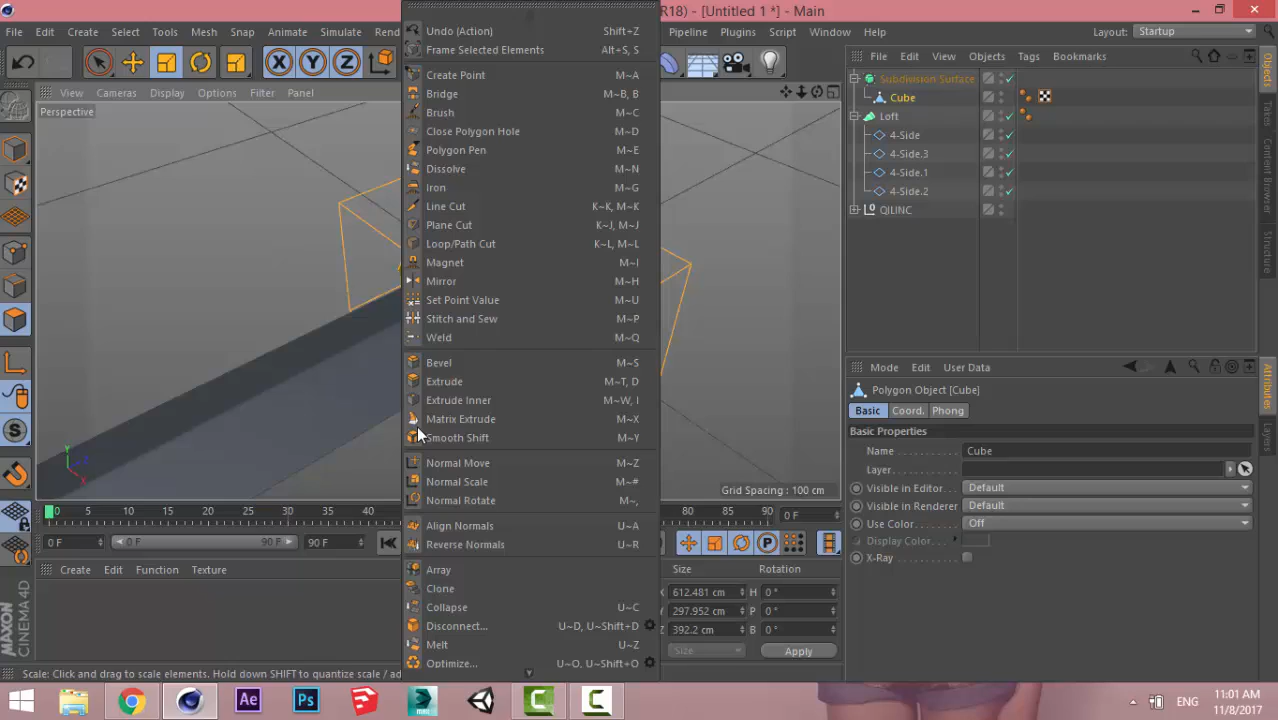 R18) - [Untitled 1 *] - Main
File Edit Create Select Tools Mesh Snap Animate Simulate Rend Pipeline Plugins Script Window
Layout: Startup
X Y Z
View Cameras Display Options Filter Panel
Perspective
Undo (Action) Shift+Z
Frame Selected Elements Alt+S, S
Create Point M~A
Bridge M~B, B
Brush M~C
Close Polygon Hole M~D
Polygon Pen M~E
Dissolve M~N
Iron M~G
Line Cut K~K, M~K
Plane Cut K~J, M~J
Loop/Path Cut K~L, M~L
Magnet M~I
Mirror M~H
Set Point Value M~U
Stitch and Sew M~P
Weld M~Q
Bevel M~S
Extrude M~T, D
Extrude Inner M~W, I
Matrix Extrude M~X
Smooth Shift M~Y
Normal Move M~Z
Normal Scale M~#
Normal Rotate M~,
Align Normals U~A
Reverse Normals U~R
Array
Clone
Collapse U~C
Disconnect... U~D, U~Shift+D
Melt U~Z
Optimize... U~O, U~Shift+O
Grid Spacing : 100 cm
0 5 10 15 20 25 30 35 40 80 85 90 0 F
0 F 0 F 90 F 90 F
Create Edit Function Texture
Size Rotation
X 612.481 cm H 0 °
Y 297.952 cm P 0 °
Z 392.2 cm B 0 °
Size Apply
File Edit View Objects Tags Bookmarks
Subdivision Surface
Cube
Loft
4-Side
4-Side.3
4-Side.1
4-Side.2
QILINC
Objects
Takes
Content Browser
Structure
Attributes
Layers
Mode Edit User Data
Polygon Object [Cube]
Basic Coord. Phong
Basic Properties
Name Cube
Layer
Visible in Editor Default
Visible in Renderer Default
Use Color Off
Display Color
X-Ray
MAXON CINEMA 4D
Scale: Click and drag to scale elements. Hold down SHIFT to quantize scale / ad
Ae Ps
ENG
11:01 AM
11/8/2017